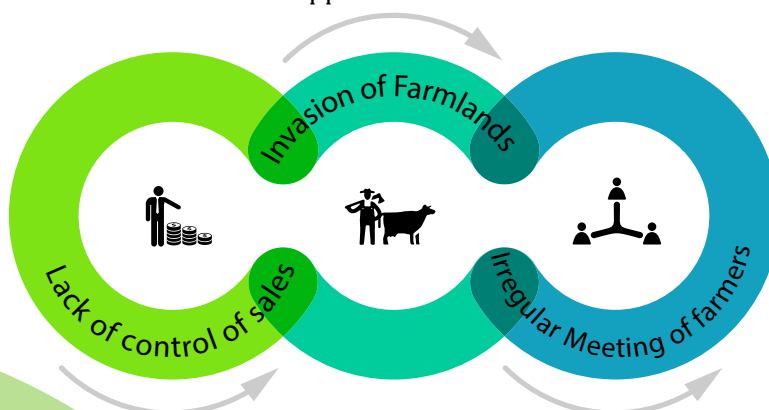 Lack of control of sales
Invasion of Farmlands
Irregular Meeting of farmers